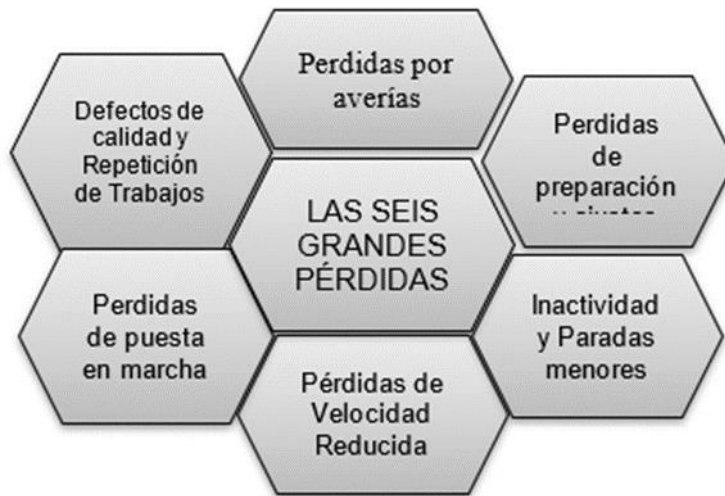 Perdidas por
averías
Defectos de
calidad y
Repetición
de Trabajos
Perdidas
de
preparación
LAS SEIS
GRANDES
PÉRDIDAS
Perdidas
de puesta
en marcha
Inactividad
y Paradas
menores
Pérdidas de
Velocidad
Reducida